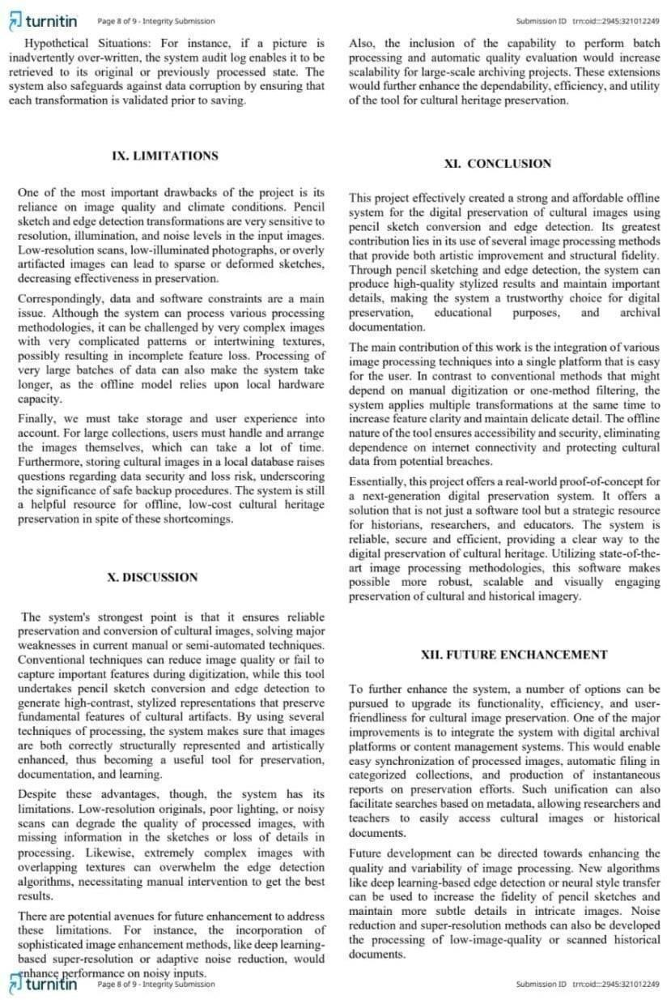 turnitin
Page 8 of 9 - Integrity Submission
Submission ID trn:oid:::2945:321012249
Hypothetical Situations: For instance, if a picture is
inadvertently over-written, the system audit log enables it to be
retrieved to its original or previously processed state. The
system also safeguards against data corruption by ensuring that
each transformation is validated prior to saving.
IX. LIMITATIONS
One of the most important drawbacks of the project is its
reliance on image quality and climate conditions. Pencil
sketch and edge detection transformations are very sensitive to
resolution, illumination, and noise levels in the input images.
Low-resolution scans, low-illuminated photographs, or overly
artifacted images can lead to sparse or deformed sketches,
decreasing effectiveness in preservation.
Correspondingly, data and software constraints are a main
issue. Although the system can process various processing
methodologies, it can be challenged by very complex images
with very complicated patterns or intertwining textures,
possibly resulting in incomplete feature loss. Processing of
very large batches of data can also make the system take
longer, as the offline model relies upon local hardware
capacity.
Finally, we must take storage and user experience into
account. For large collections, users must handle and arrange
the images themselves, which can take a lot of time.
Furthermore, storing cultural images in a local database raises
questions regarding data security and loss risk, underscoring
the significance of safe backup procedures. The system is still
a helpful resource for offline, low-cost cultural heritage
preservation in spite of these shortcomings.
X. DISCUSSION
The system's strongest point is that it ensures reliable
preservation and conversion of cultural images, solving major
weaknesses in current manual or semi-automated techniques.
Conventional techniques can reduce image quality or fail to
capture important features during digitization, while this tool
undertakes pencil sketch conversion and edge detection to
generate high-contrast, stylized representations that preserve
fundamental features of cultural artifacts. By using several
techniques of processing, the system makes sure that images
are both correctly structurally represented and artistically
enhanced, thus becoming a useful tool for preservation,
documentation, and learning.
Despite these advantages, though, the system has its
limitations. Low-resolution originals, poor lighting, or noisy
scans can degrade the quality of processed images, with
missing information in the sketches or loss of details in
processing. Likewise, extremely complex images with
overlapping textures can overwhelm the edge detection
algorithms, necessitating manual intervention to get the best
results.
There are potential avenues for future enhancement to address
these limitations. For instance, the incorporation of
sophisticated image enhancement methods, like deep learning-
based super-resolution or adaptive noise reduction, would
enhance performance on noisy inputs.
Also, the inclusion of the capability to perform batch
processing and automatic quality evaluation would increase
scalability for large-scale archiving projects. These extensions
would further enhance the dependability, efficiency, and utility
of the tool for cultural heritage preservation.
XI. CONCLUSION
This project effectively created a strong and affordable offline
system for the digital preservation of cultural images using
pencil sketch conversion and edge detection. Its greatest
contribution lies in its use of several image processing methods
that provide both artistic improvement and structural fidelity.
Through pencil sketching and edge detection, the system can
produce high-quality stylized results and maintain important
details, making the system a trustworthy choice for digital
preservation, educational purposes, and archival
documentation.
The main contribution of this work is the integration of various
image processing techniques into a single platform that is easy
for the user. In contrast to conventional methods that might
depend on manual digitization or one-method filtering, the
system applies multiple transformations at the same time to
increase feature clarity and maintain delicate detail. The offline
nature of the tool ensures accessibility and security, eliminating
dependence on internet connectivity and protecting cultural
data from potential breaches.
Essentially, this project offers a real-world proof-of-concept for
a next-generation digital preservation system. It offers a
solution that is not just a software tool but a strategic resource
for historians, researchers, and educators. The system is
reliable, secure and efficient, providing a clear way to the
digital preservation of cultural heritage. Utilizing state-of-the-
art image processing methodologies, this software makes
possible more robust, scalable and visually engaging
preservation of cultural and historical imagery.
XII. FUTURE ENCHANCEMENT
To further enhance the system, a number of options can be
pursued to upgrade its functionality, efficiency, and user-
friendliness for cultural image preservation. One of the major
improvements is to integrate the system with digital archival
platforms or content management systems. This would enable
easy synchronization of processed images, automatic filing in
categorized collections, and production of instantaneous
reports on preservation efforts. Such unification can also
facilitate searches based on metadata, allowing researchers and
teachers to easily access cultural images or historical
documents.
Future development can be directed towards enhancing the
quality and variability of image processing. New algorithms
like deep learning-based edge detection or neural style transfer
can be used to increase the fidelity of pencil sketches and
maintain more subtle details in intricate images. Noise
reduction and super-resolution methods can also be developed
the processing of low-image-quality or scanned historical
documents.
turnitin
Page 8 of 9 - Integrity Submission
Submission ID trn:oid:::2945:321012249